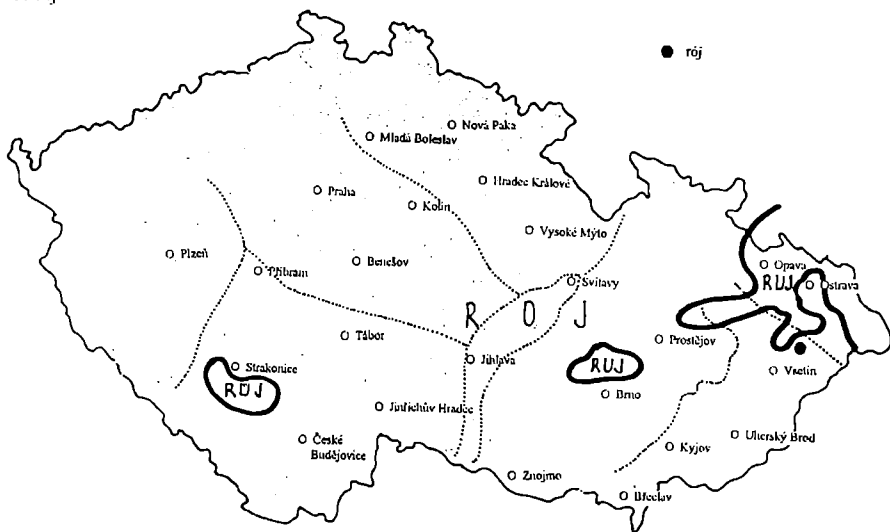 rój
Nová Paka
Mladá Boleslav
Praha
Kolín
Hradec Králové
Vysoké Mýto
Plzeň
Příbram
Benešov
Svitavy
Opava
RUJ
Ostrava
R O J
Tábor
Jihlava
Prostějov
Strakonice
RŮJ
RUJ
Vsetín
Brno
Jindřichův Hradec
České
Budějovice
Kyjov
Uherský Brod
Znojmo
Břeclav